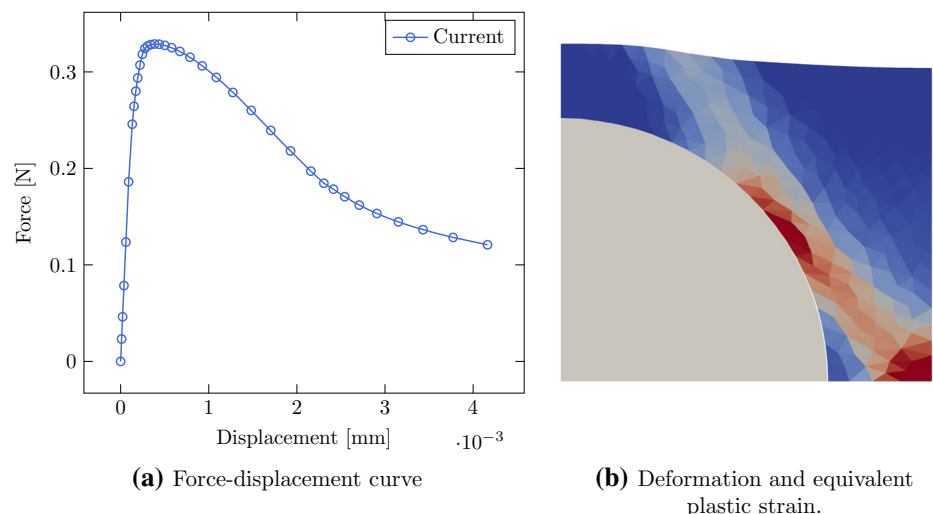 Current
0.3
0.2
0.1
0
Force [N]
0 1 2 3 4
Displacement [mm] ·10⁻³
(a) Force-displacement curve
(b) Deformation and equivalent
plastic strain.